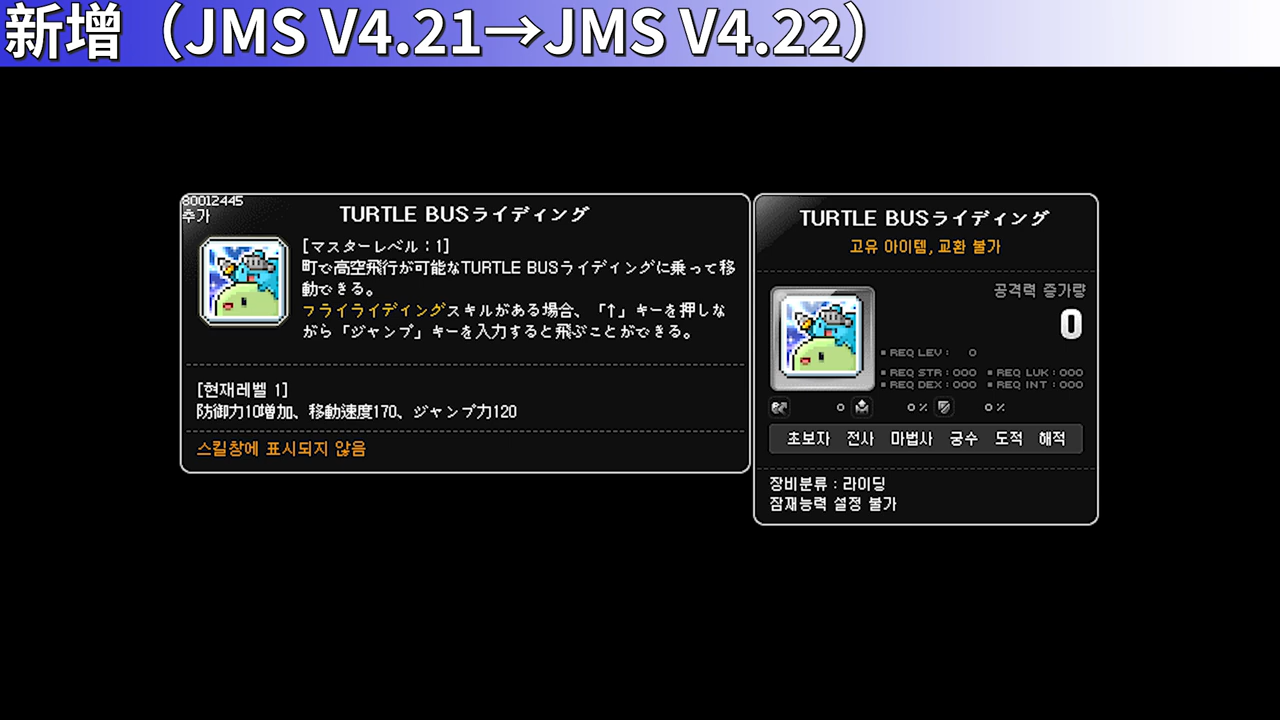 新增（JMS V4.21→JMS V4.22）
80012445
추가
TURTLE BUSライディング
[マスターレベル：1]
町で高空飛行が可能なTURTLE BUSライディングに乗って移
動できる。
フライライディングスキルがある場合、「↑」キーを押しな
がら「ジャンプ」キーを入力すると飛ぶことができる。
[현재레벨 1]
防御力10増加、移動速度170、ジャンプ力120
스킬창에 표시되지 않음
TURTLE BUSライディング
고유 아이템, 교환 불가
공격력 증가량
0
REQ LEV : 0
REQ STR : 000 REQ LUK : 000
REQ DEX : 000 REQ INT : 000
0 0 % 0 %
초보자 전사 마법사 궁수 도적 해적
장비분류 : 라이딩
잠재능력 설정 불가